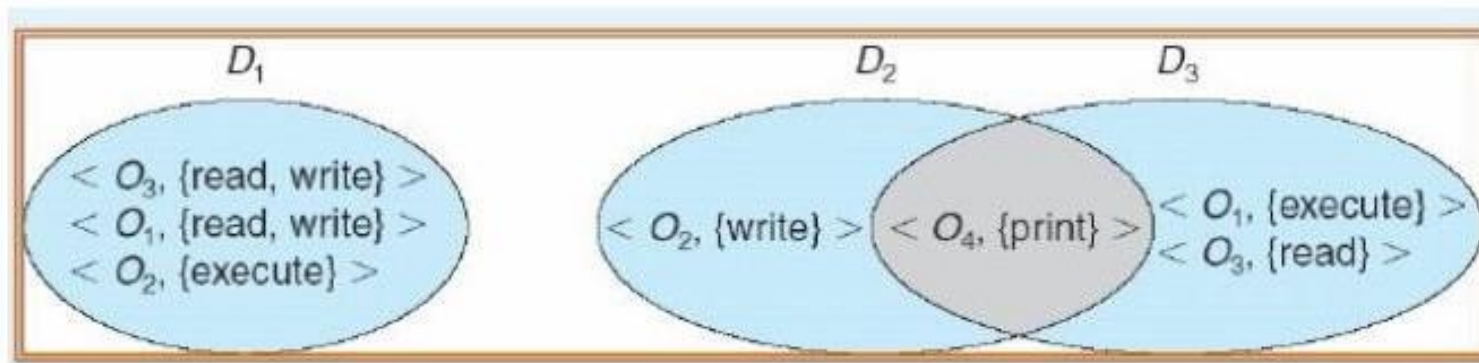 D₁
D₂
D₃
< O₃, {read, write} >
< O₁, {read, write} >
< O₂, {execute} >
< O₂, {write} >
< O₄, {print} >
< O₁, {execute} >
< O₃, {read} >